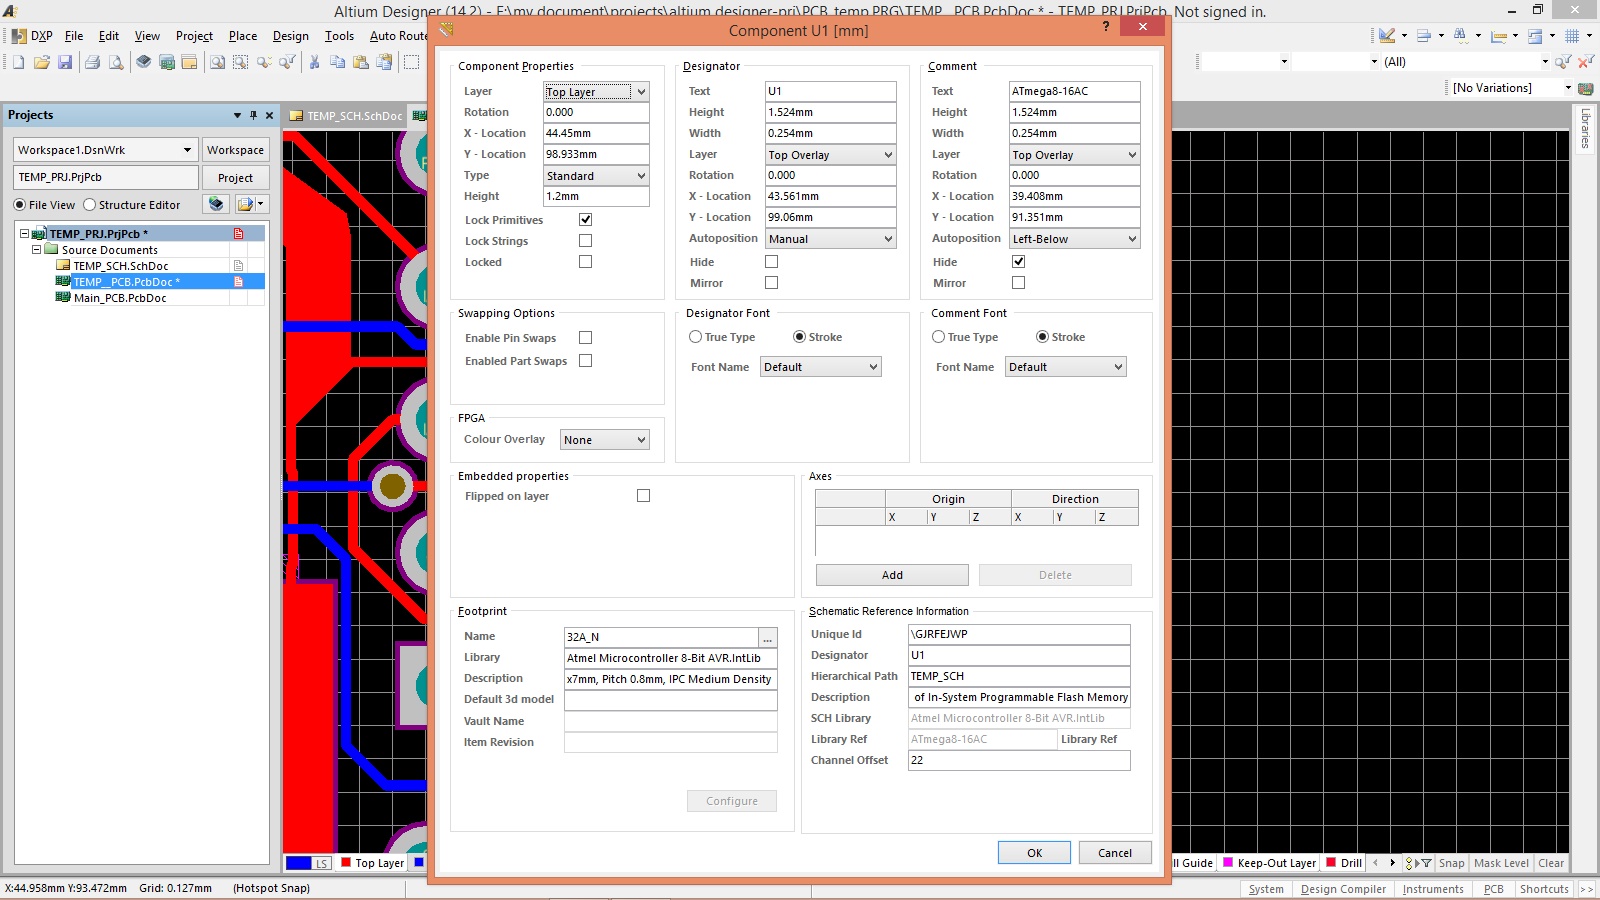 Altium Designer (14.2) - E:\my document\projects\altium designer-prj\PCB_temp.PRG\TEMP__PCB.PcbDoc * - TEMP_PRJ.PrjPcb. Not signed in.
DXP File Edit View Project Place Design Tools Auto Route
(All)
[No Variations]
Projects
TEMP_SCH.SchDoc
Workspace1.DsnWrk Workspace
TEMP_PRJ.PrjPcb Project
File View Structure Editor
TEMP_PRJ.PrjPcb *
Source Documents
TEMP_SCH.SchDoc
TEMP__PCB.PcbDoc *
Main_PCB.PcbDoc
Libraries
Component U1 [mm] ?
Component Properties
Layer Top Layer
Rotation 0.000
X - Location 44.45mm
Y - Location 98.933mm
Type Standard
Height 1.2mm
Lock Primitives
Lock Strings
Locked
Designator
Text U1
Height 1.524mm
Width 0.254mm
Layer Top Overlay
Rotation 0.000
X - Location 43.561mm
Y - Location 99.06mm
Autoposition Manual
Hide
Mirror
Comment
Text ATmega8-16AC
Height 1.524mm
Width 0.254mm
Layer Top Overlay
Rotation 0.000
X - Location 39.408mm
Y - Location 91.351mm
Autoposition Left-Below
Hide
Mirror
Swapping Options
Enable Pin Swaps
Enabled Part Swaps
Designator Font
True Type Stroke
Font Name Default
Comment Font
True Type Stroke
Font Name Default
FPGA
Colour Overlay None
Embedded properties
Flipped on layer
Axes
Origin Direction
X Y Z X Y Z
Add Delete
Footprint
Name 32A_N ...
Library Atmel Microcontroller 8-Bit AVR.IntLib
Description x7mm, Pitch 0.8mm, IPC Medium Density
Default 3d model
Vault Name
Item Revision
Configure
Schematic Reference Information
Unique Id \GJRFEJWP
Designator U1
Hierarchical Path TEMP_SCH
Description of In-System Programmable Flash Memory
SCH Library Atmel Microcontroller 8-Bit AVR.IntLib
Library Ref ATmega8-16AC Library Ref
Channel Offset 22
OK Cancel
LS Top Layer
ll Guide Keep-Out Layer Drill Snap Mask Level Clear
X:44.958mm Y:93.472mm Grid: 0.127mm (Hotspot Snap)
System Design Compiler Instruments PCB Shortcuts >>